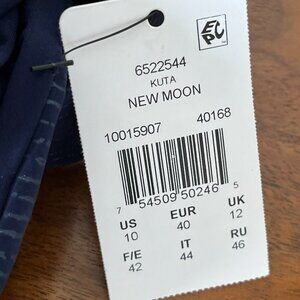 EPC
6522544
KUTA
NEW MOON
10015907 40168
7 54509 50246 5
US EUR UK
10 40 12
F/E IT RU
42 44 46